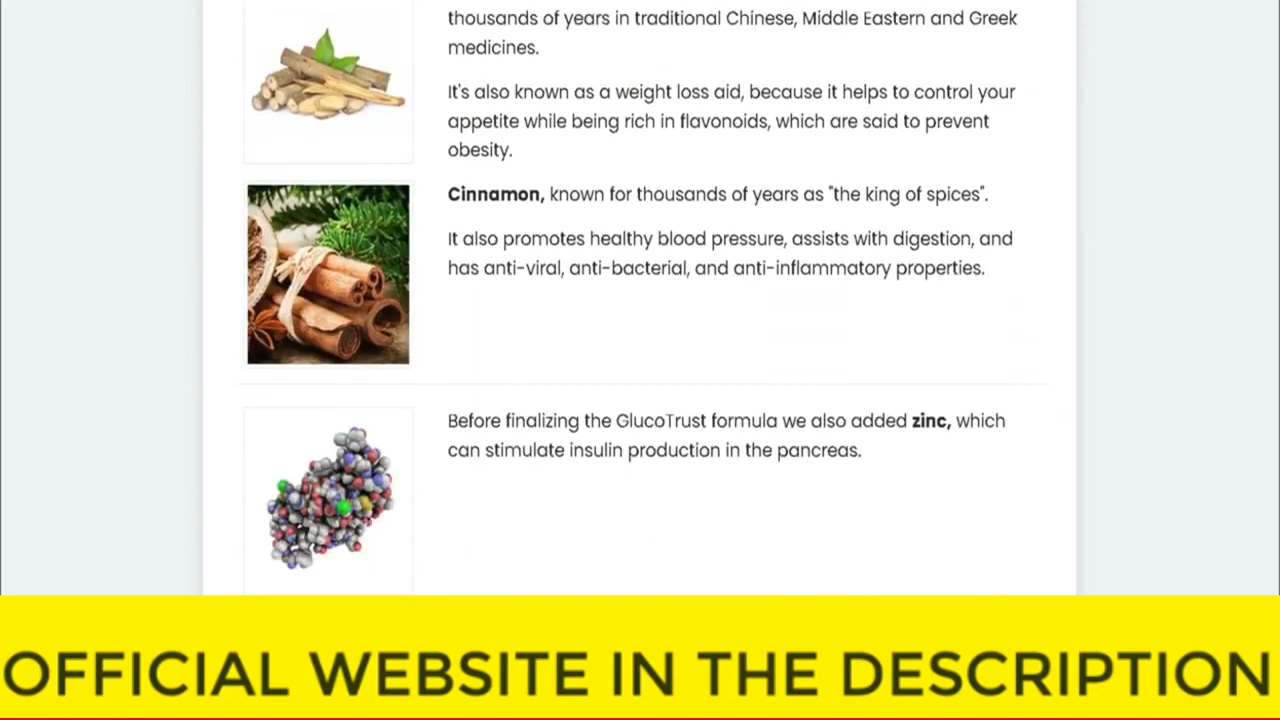 thousands of years in traditional Chinese, Middle Eastern and Greek
medicines.
It's also known as a weight loss aid, because it helps to control your
appetite while being rich in flavonoids, which are said to prevent
obesity.
Cinnamon, known for thousands of years as "the king of spices".
It also promotes healthy blood pressure, assists with digestion, and
has anti-viral, anti-bacterial, and anti-inflammatory properties.
Before finalizing the GlucoTrust formula we also added zinc, which
can stimulate insulin production in the pancreas.
OFFICIAL WEBSITE IN THE DESCRIPTION